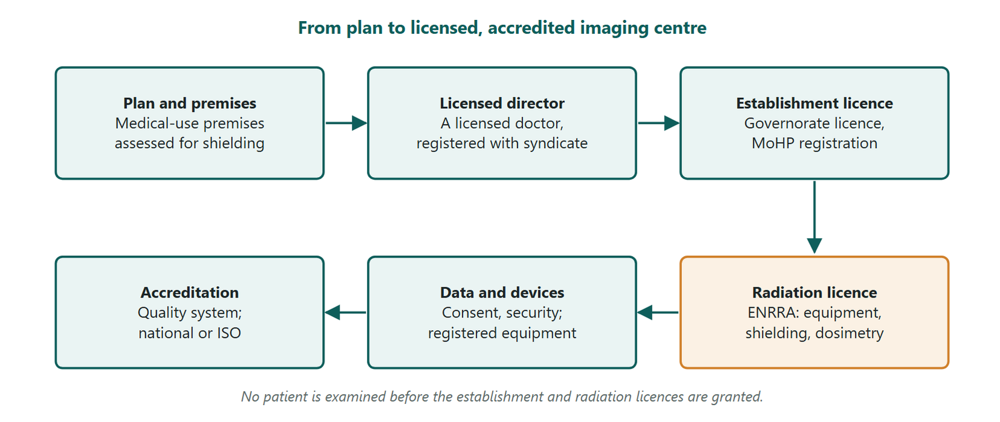 From plan to licensed, accredited imaging centre
Plan and premises
Medical-use premises
assessed for shielding
Licensed director
A licensed doctor,
registered with syndicate
Establishment licence
Governorate licence,
MoHP registration
Radiation licence
ENRRA: equipment,
shielding, dosimetry
Data and devices
Consent, security;
registered equipment
Accreditation
Quality system;
national or ISO
No patient is examined before the establishment and radiation licences are granted.